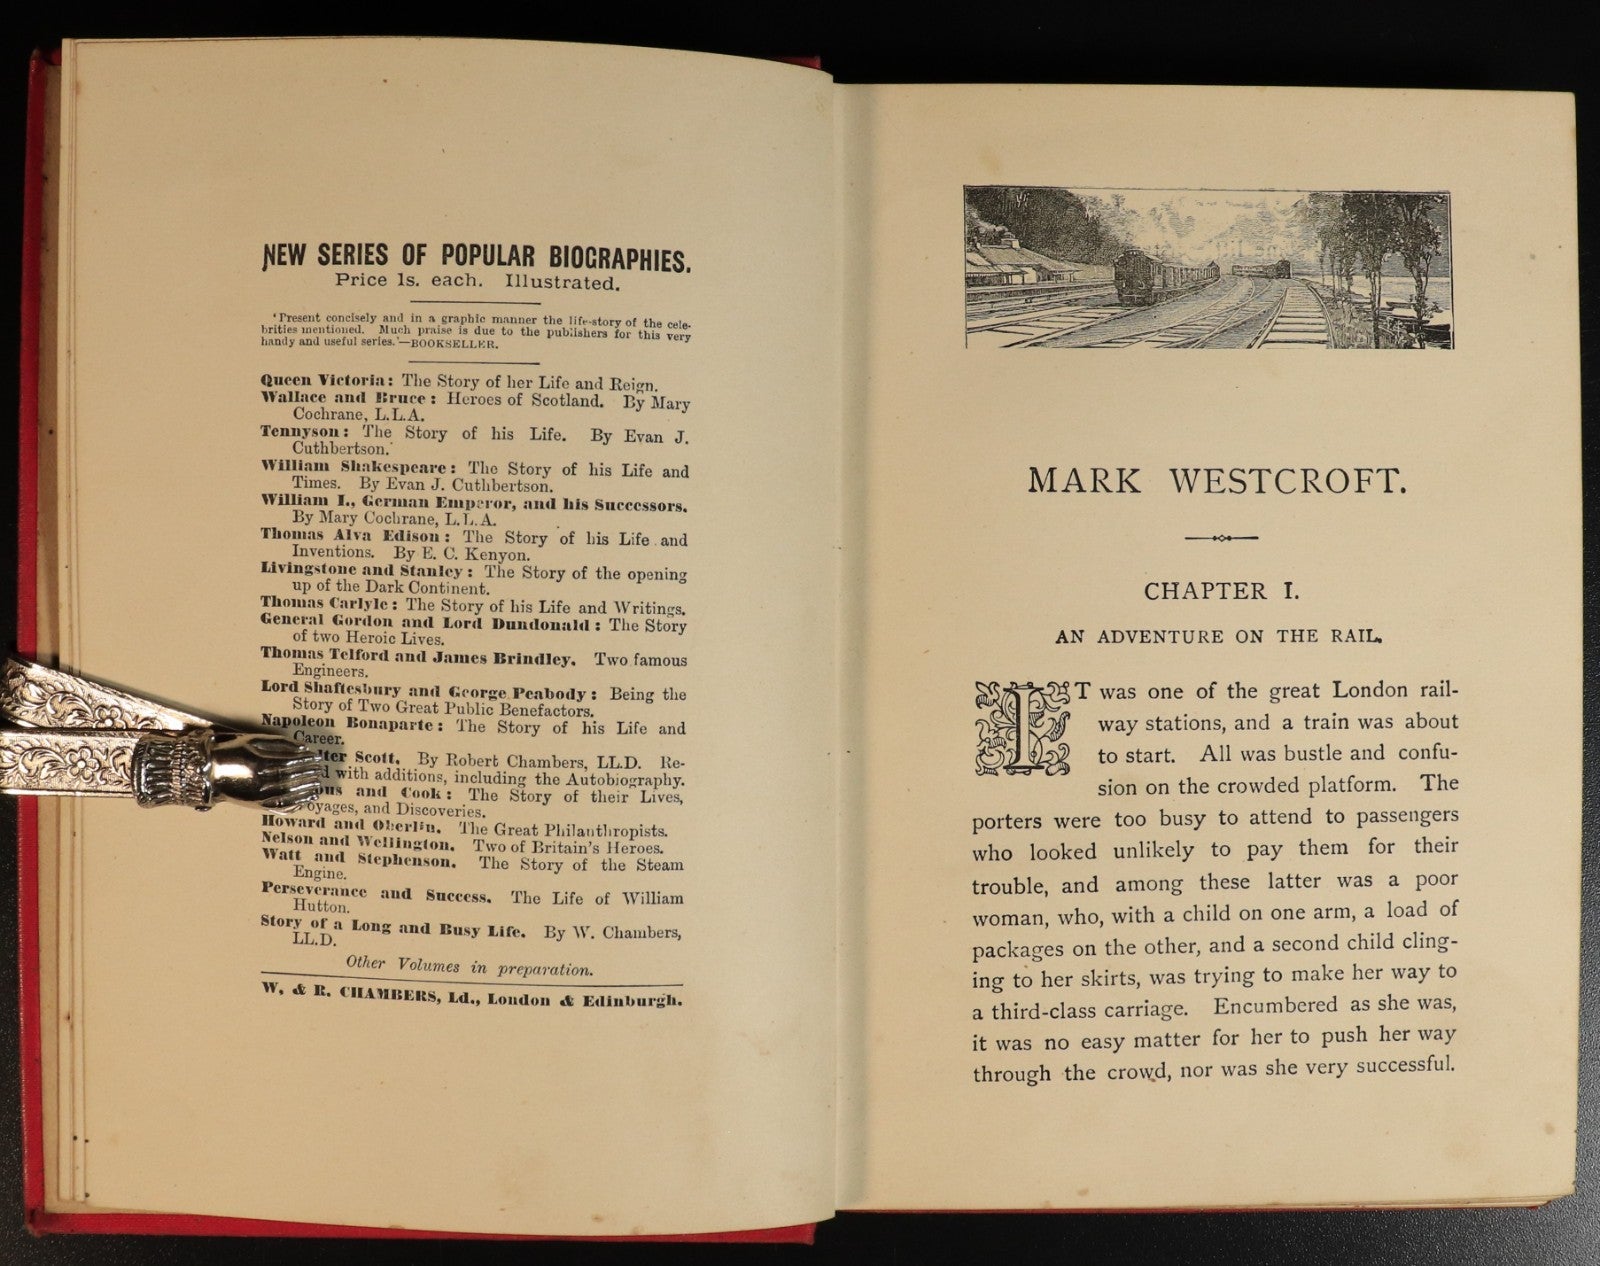 NEW SERIES OF POPULAR BIOGRAPHIES.
Price 1s. each. Illustrated.
'Present concisely and in a graphic manner the life-story of the cele-
brities mentioned. Much praise is due to the publishers for this very
handy and useful series.'—BOOKSELLER.
Queen Victoria: The Story of her Life and Reign.
Wallace and Bruce: Heroes of Scotland. By Mary
Cochrane, L.L.A.
Tennyson: The Story of his Life. By Evan J.
Cuthbertson.
William Shakespeare: The Story of his Life and
Times. By Evan J. Cuthbertson.
William I., German Emperor, and his Successors.
By Mary Cochrane, L.L.A.
Thomas Alva Edison: The Story of his Life and
Inventions. By E. C. Kenyon.
Livingstone and Stanley: The Story of the opening
up of the Dark Continent.
Thomas Carlyle: The Story of his Life and Writings.
General Gordon and Lord Dundonald: The Story
of two Heroic Lives.
Thomas Telford and James Brindley. Two famous
Engineers.
Lord Shaftesbury and George Peabody: Being the
Story of Two Great Public Benefactors.
Napoleon Bonaparte: The Story of his Life and
Career.
Scott. By Robert Chambers, LL.D. Re-
with additions, including the Autobiography.
and Cook: The Story of their Lives,
and Discoveries.
Howard and Oberlin. The Great Philanthropists.
Nelson and Wellington. Two of Britain's Heroes.
Watt and Stephenson. The Story of the Steam
Engine.
Perseverance and Success. The Life of William
Hutton.
Story of a Long and Busy Life. By W. Chambers,
LL.D.
Other Volumes in preparation.
W. & R. CHAMBERS, Ld., London & Edinburgh.
MARK WESTCROFT.
CHAPTER I.
AN ADVENTURE ON THE RAIL.
IT was one of the great London rail-
way stations, and a train was about
to start. All was bustle and confu-
sion on the crowded platform. The
porters were too busy to attend to passengers
who looked unlikely to pay them for their
trouble, and among these latter was a poor
woman, who, with a child on one arm, a load of
packages on the other, and a second child cling-
ing to her skirts, was trying to make her way to
a third-class carriage. Encumbered as she was,
it was no easy matter for her to push her way
through the crowd, nor was she very successful.